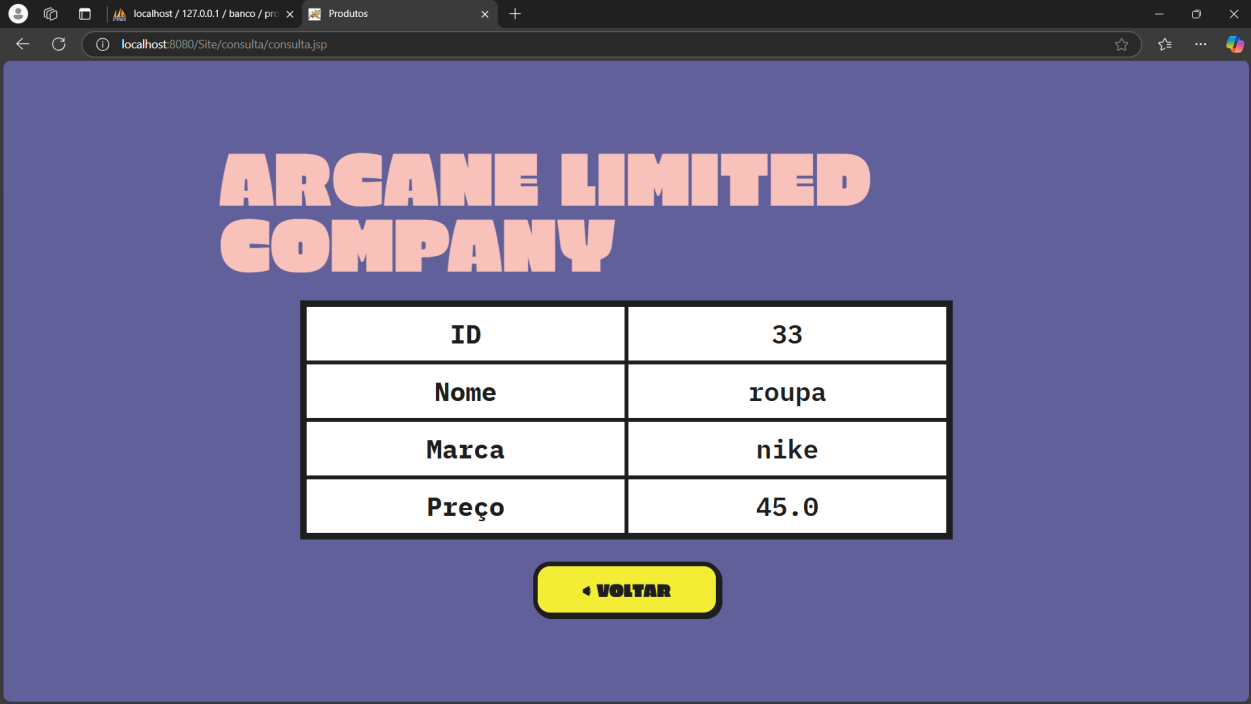 localhost / 127.0.0.1 / banco / pro
Produtos
localhost:8080/Site/consulta/consulta.jsp
ARCANE LIMITED
COMPANY
ID 33
Nome roupa
Marca nike
Preço 45.0
VOLTAR